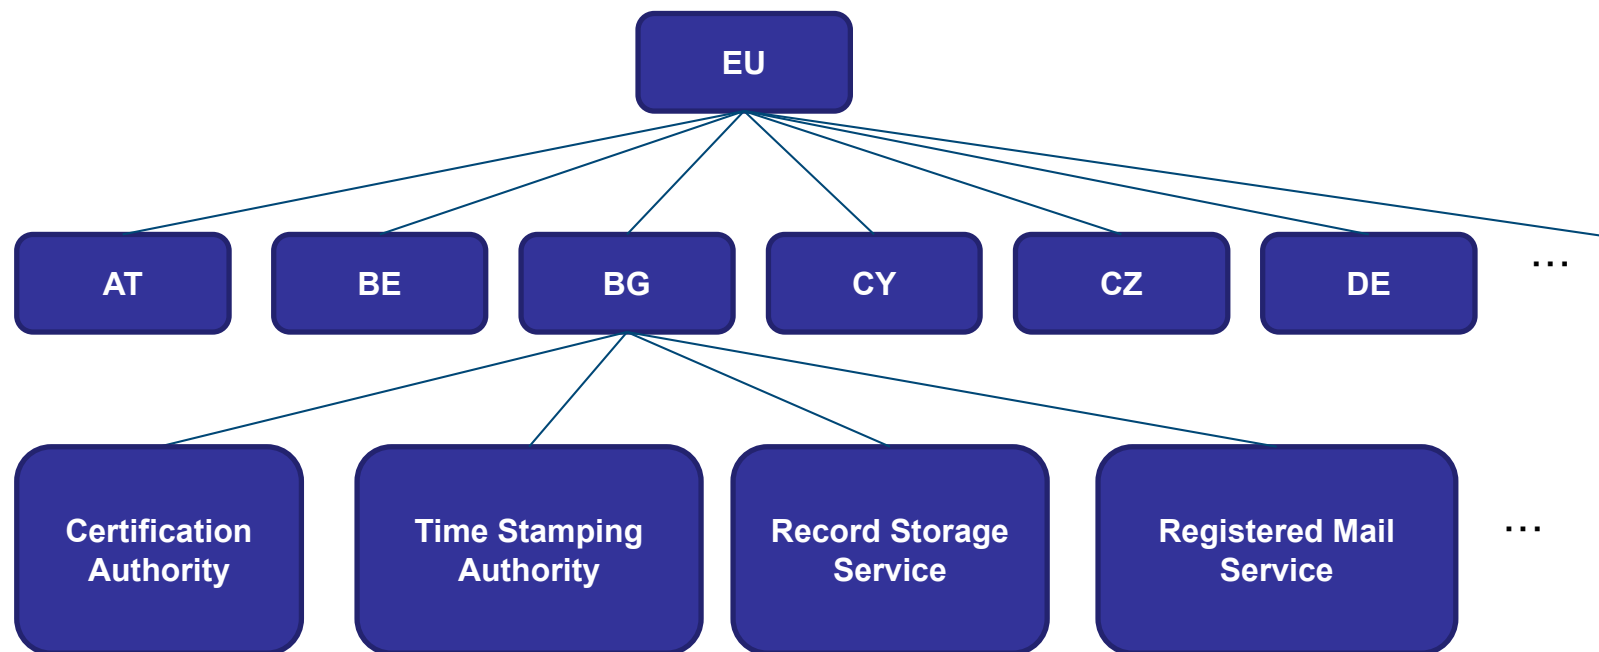 EU
AT
BE
BG
CY
CZ
DE
...
Certification
Authority
Time Stamping
Authority
Record Storage
Service
Registered Mail
Service
...